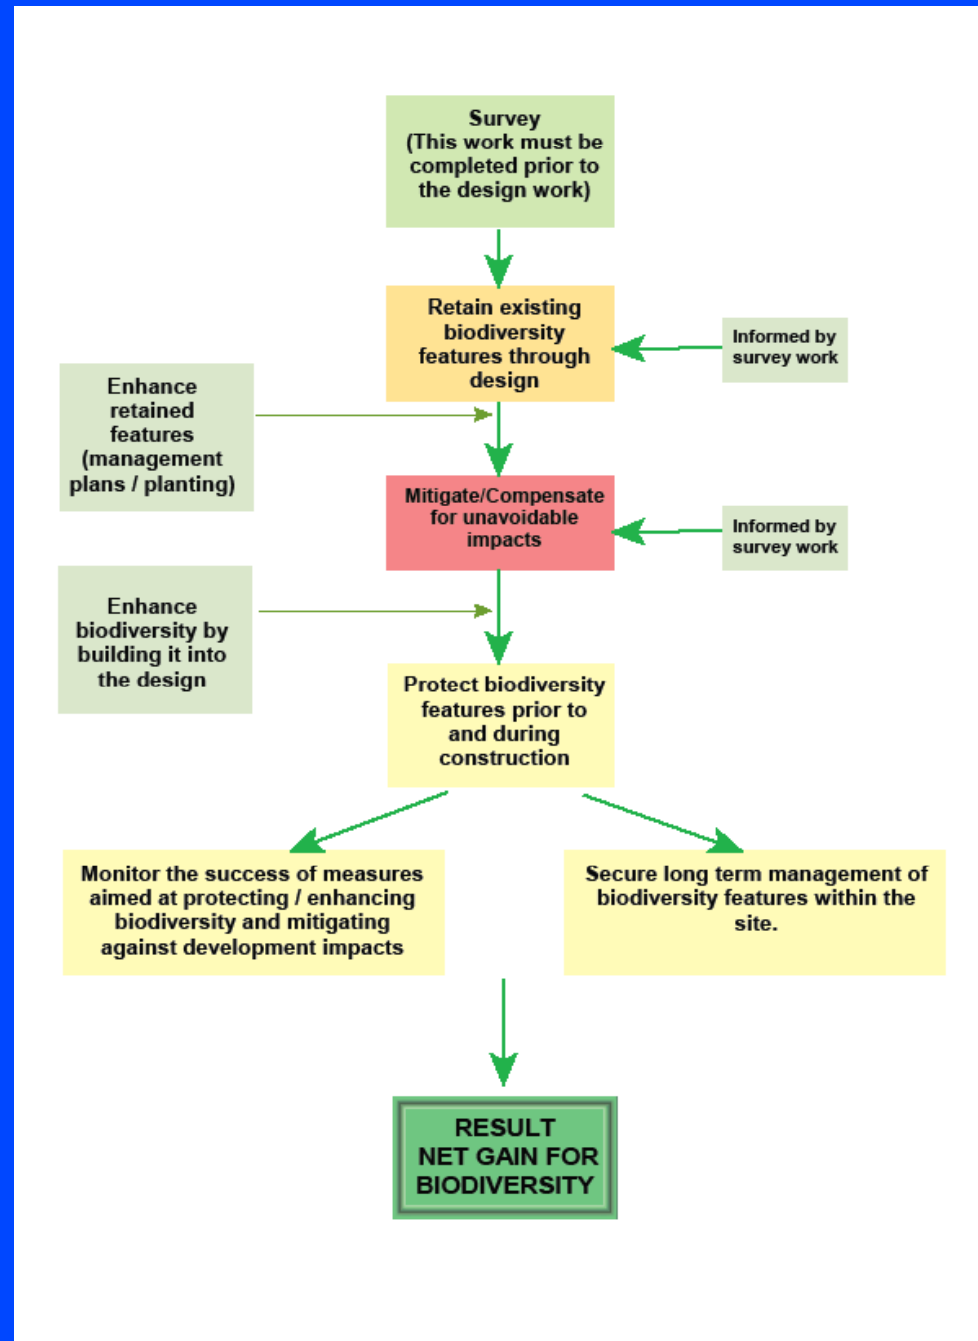 Survey
(This work must be
completed prior to
the design work)
Retain existing
biodiversity
features through
design
Informed by
survey work
Enhance
retained
features
(management
plans / planting)
Mitigate/Compensate
for unavoidable
impacts
Informed by
survey work
Enhance
biodiversity by
building it into
the design
Protect biodiversity
features prior to
and during
construction
Monitor the success of measures
aimed at protecting / enhancing
biodiversity and mitigating
against development impacts
Secure long term management of
biodiversity features within the
site.
RESULT
NET GAIN FOR
BIODIVERSITY